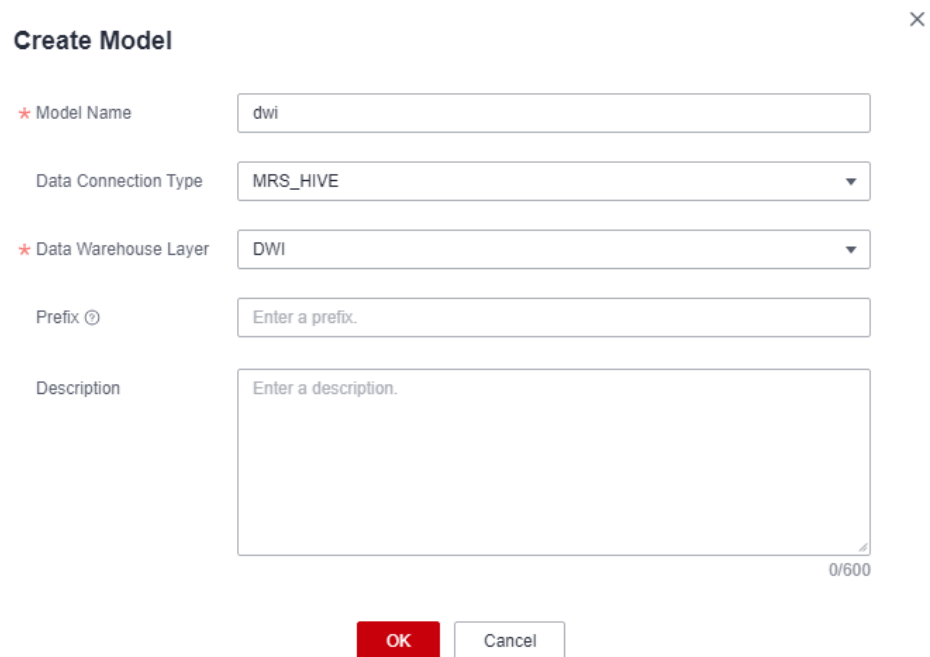 Create Model
* Model Name dwi
Data Connection Type MRS_HIVE
* Data Warehouse Layer DWI
Prefix Enter a prefix.
Description Enter a description.
0/600
OK Cancel